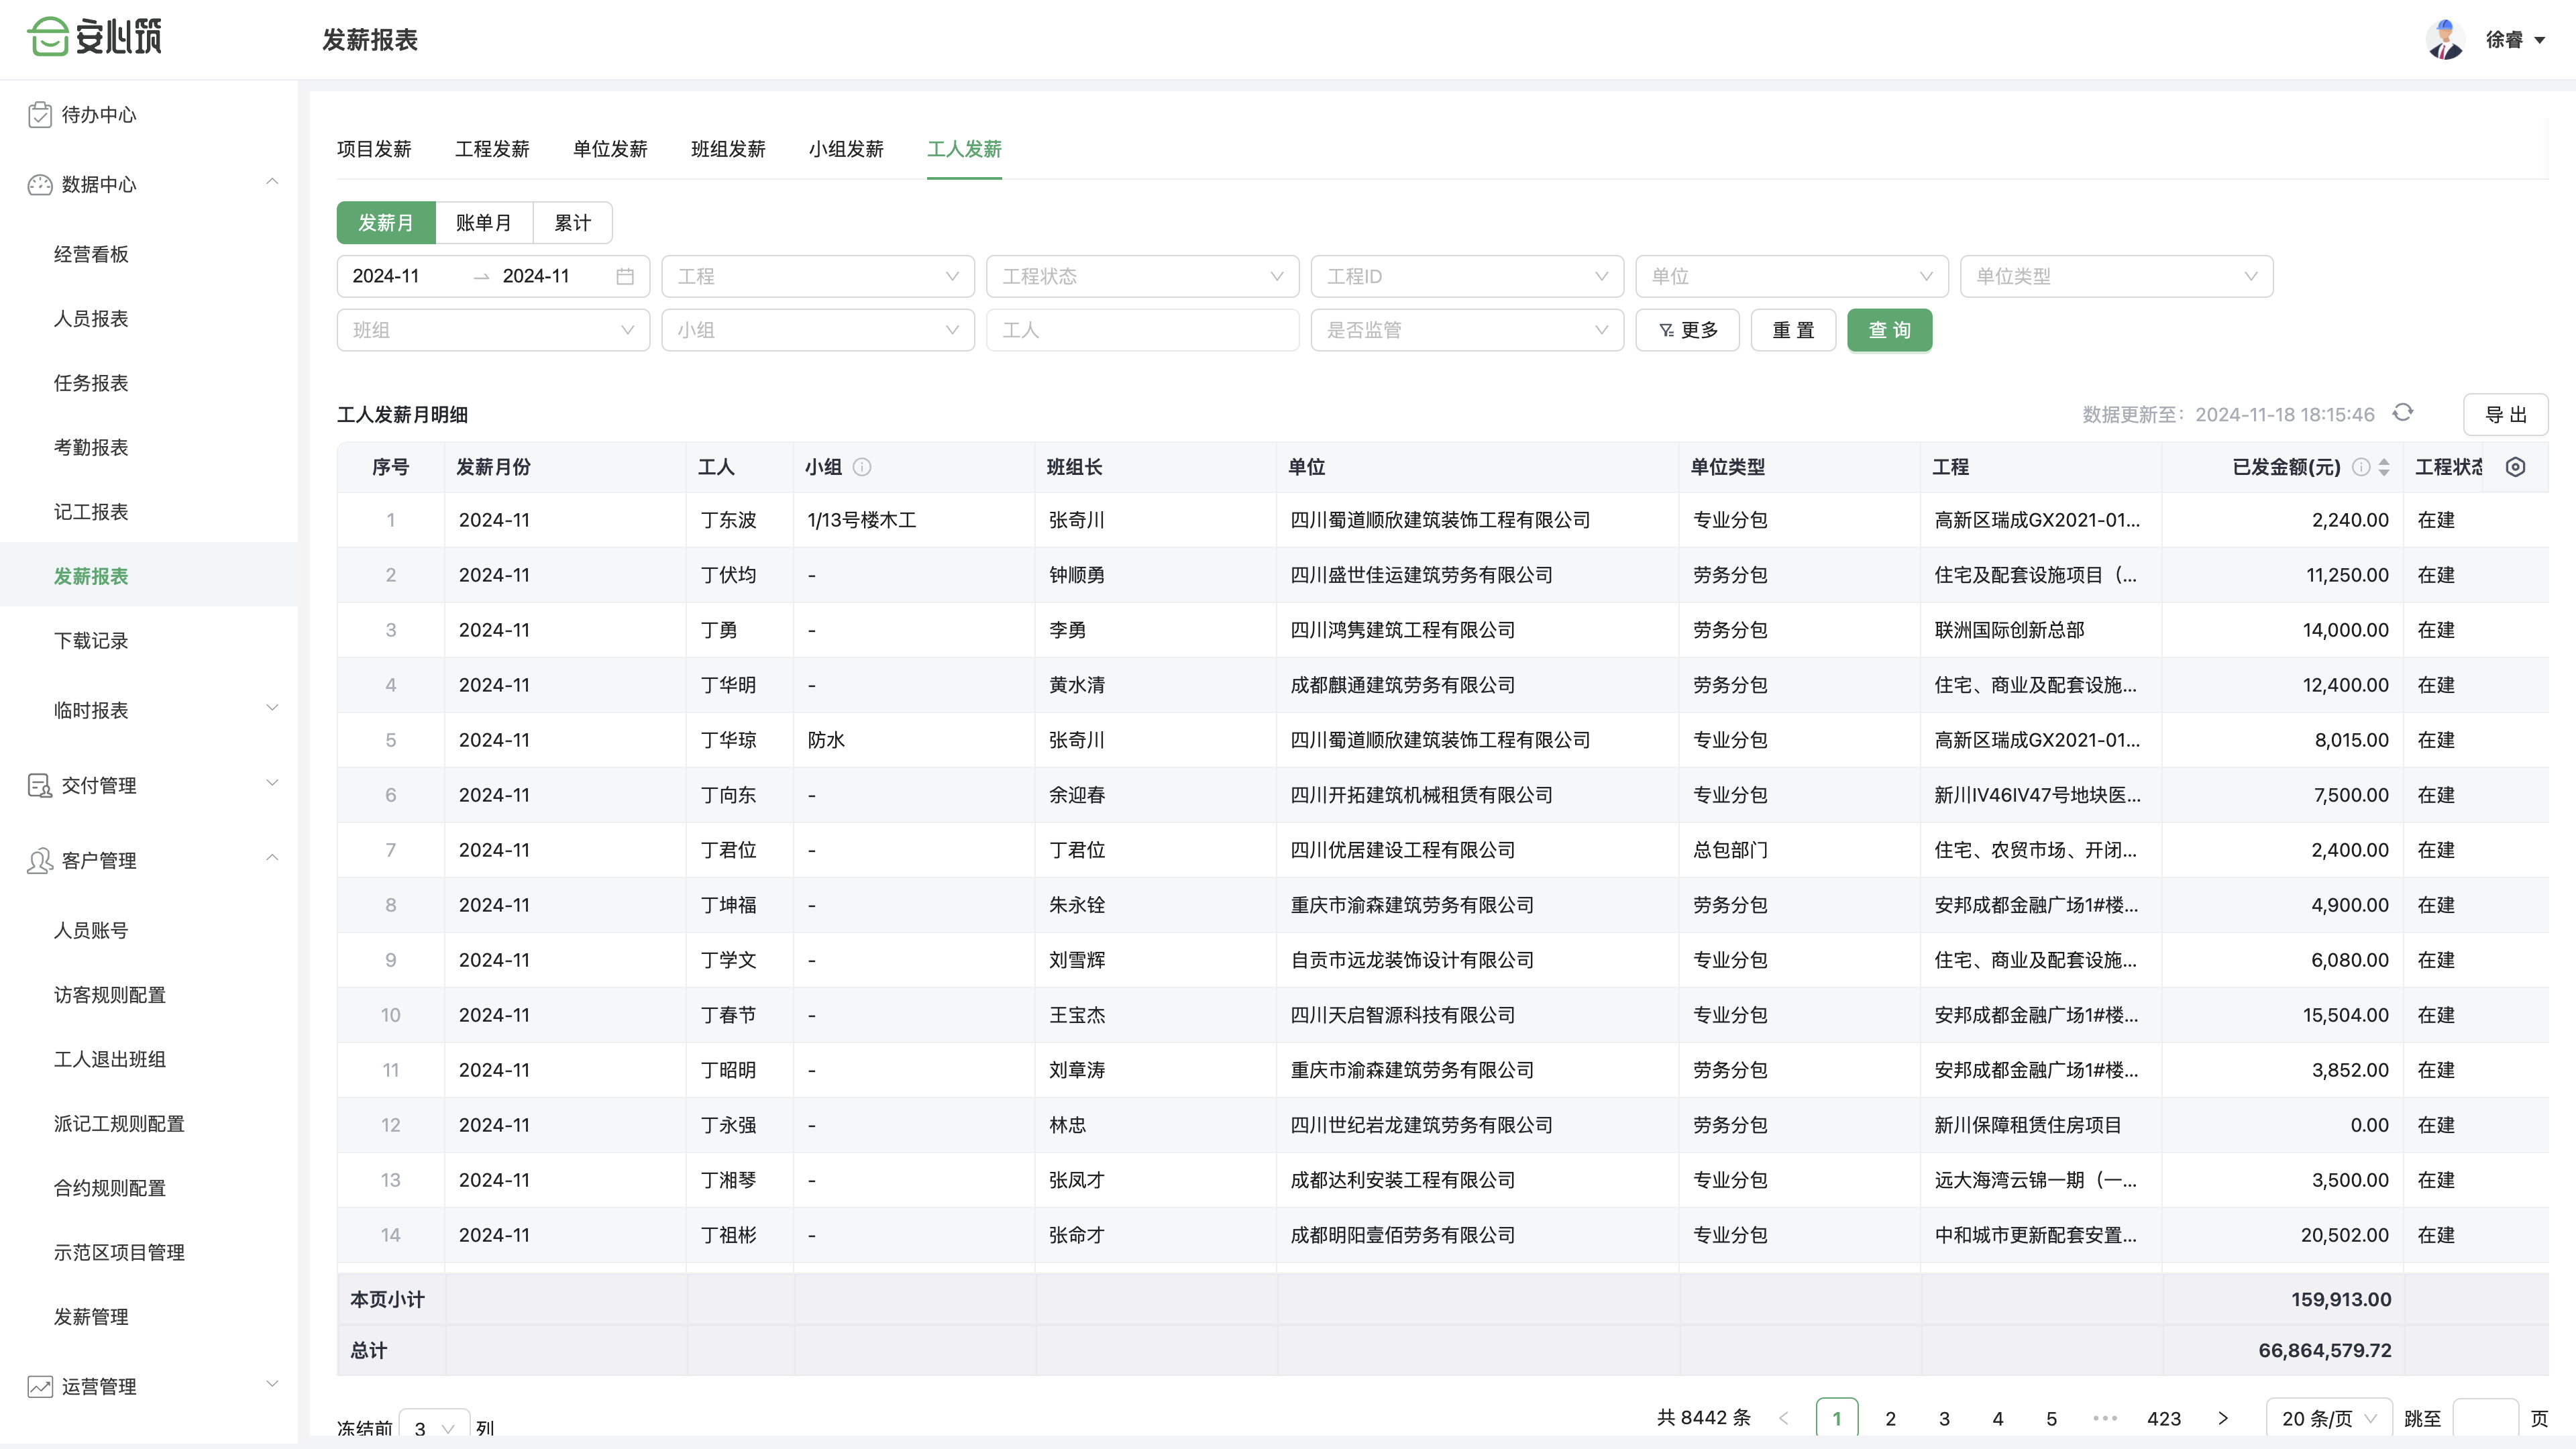 安心筑
发薪报表
徐睿
待办中心
数据中心
经营看板
人员报表
任务报表
考勤报表
记工报表
发薪报表
下载记录
临时报表
交付管理
客户管理
人员账号
访客规则配置
工人退出班组
派记工规则配置
合约规则配置
示范区项目管理
发薪管理
运营管理
项目发薪 工程发薪 单位发薪 班组发薪 小组发薪 工人发薪
发薪月 账单月 累计
2024-11 → 2024-11 工程 工程状态 工程ID 单位 单位类型
班组 小组 工人 是否监管 更多 重 置 查 询
工人发薪月明细 数据更新至：2024-11-18 18:15:46 导 出
序号 发薪月份 工人 小组 班组长 单位 单位类型 工程 已发金额(元) 工程状态
1 2024-11 丁东波 1/13号楼木工 张奇川 四川蜀道顺欣建筑装饰工程有限公司 专业分包 高新区瑞成GX2021-01... 2,240.00 在建
2 2024-11 丁伏均 - 钟顺勇 四川盛世佳运建筑劳务有限公司 劳务分包 住宅及配套设施项目（... 11,250.00 在建
3 2024-11 丁勇 - 李勇 四川鸿隽建筑工程有限公司 劳务分包 联洲国际创新总部 14,000.00 在建
4 2024-11 丁华明 - 黄水清 成都麒通建筑劳务有限公司 劳务分包 住宅、商业及配套设施... 12,400.00 在建
5 2024-11 丁华琼 防水 张奇川 四川蜀道顺欣建筑装饰工程有限公司 专业分包 高新区瑞成GX2021-01... 8,015.00 在建
6 2024-11 丁向东 - 余迎春 四川开拓建筑机械租赁有限公司 专业分包 新川IV46IV47号地块医... 7,500.00 在建
7 2024-11 丁君位 - 丁君位 四川优居建设工程有限公司 总包部门 住宅、农贸市场、开闭... 2,400.00 在建
8 2024-11 丁坤福 - 朱永铨 重庆市渝森建筑劳务有限公司 劳务分包 安邦成都金融广场1#楼... 4,900.00 在建
9 2024-11 丁学文 - 刘雪辉 自贡市远龙装饰设计有限公司 专业分包 住宅、商业及配套设施... 6,080.00 在建
10 2024-11 丁春节 - 王宝杰 四川天启智源科技有限公司 专业分包 安邦成都金融广场1#楼... 15,504.00 在建
11 2024-11 丁昭明 - 刘章涛 重庆市渝森建筑劳务有限公司 劳务分包 安邦成都金融广场1#楼... 3,852.00 在建
12 2024-11 丁永强 - 林忠 四川世纪岩龙建筑劳务有限公司 劳务分包 新川保障租赁住房项目 0.00 在建
13 2024-11 丁湘琴 - 张凤才 成都达利安装工程有限公司 专业分包 远大海湾云锦一期（一... 3,500.00 在建
14 2024-11 丁祖彬 - 张命才 成都明阳壹佰劳务有限公司 专业分包 中和城市更新配套安置... 20,502.00 在建
本页小计 159,913.00
总计 66,864,579.72
冻结前 3 列 共 8442 条 < 1 2 3 4 5 ••• 423 > 20 条/页 跳至 页